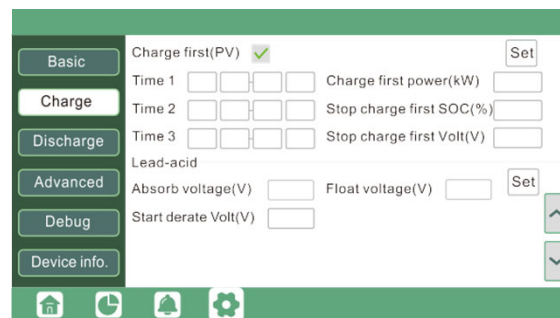 Basic
Charge
Discharge
Advanced
Debug
Device info.
Charge first(PV) Set
Time 1 Charge first power(kW)
Time 2 Stop charge first SOC(%)
Time 3 Stop charge first Volt(V)
Lead-acid
Absorb voltage(V) Float voltage(V) Set
Start derate Volt(V)